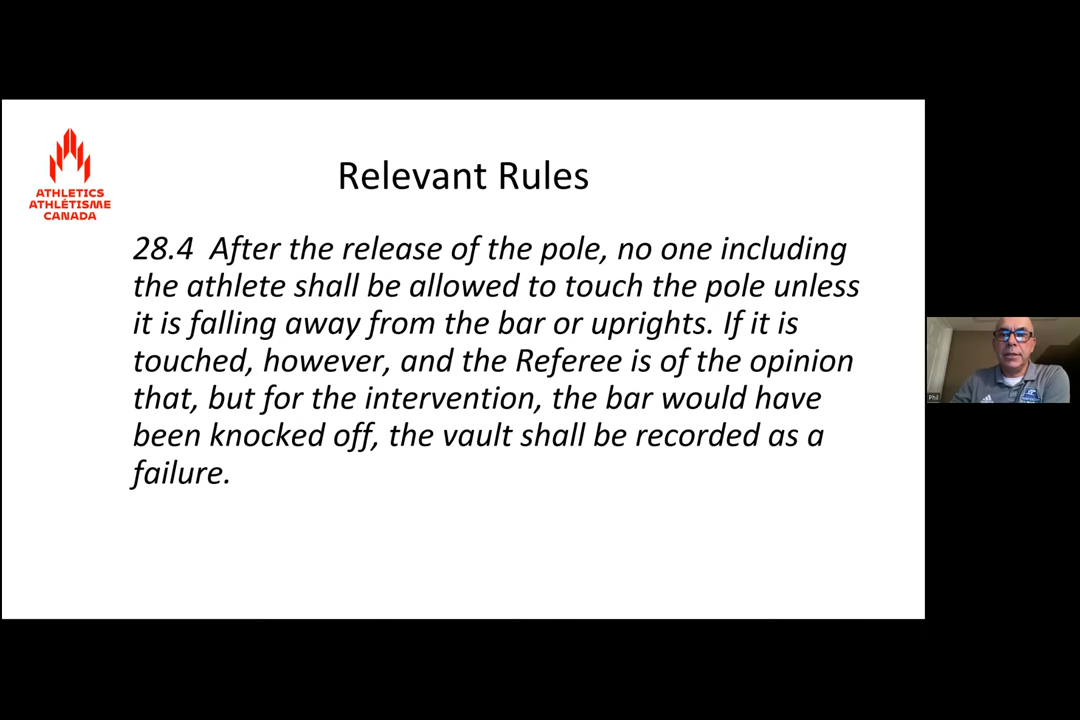 ATHLETICS
ATHLÉTISME
CANADA
Relevant Rules
28.4 After the release of the pole, no one including
the athlete shall be allowed to touch the pole unless
it is falling away from the bar or uprights. If it is
touched, however, and the Referee is of the opinion
that, but for the intervention, the bar would have
been knocked off, the vault shall be recorded as a
failure.
Phil